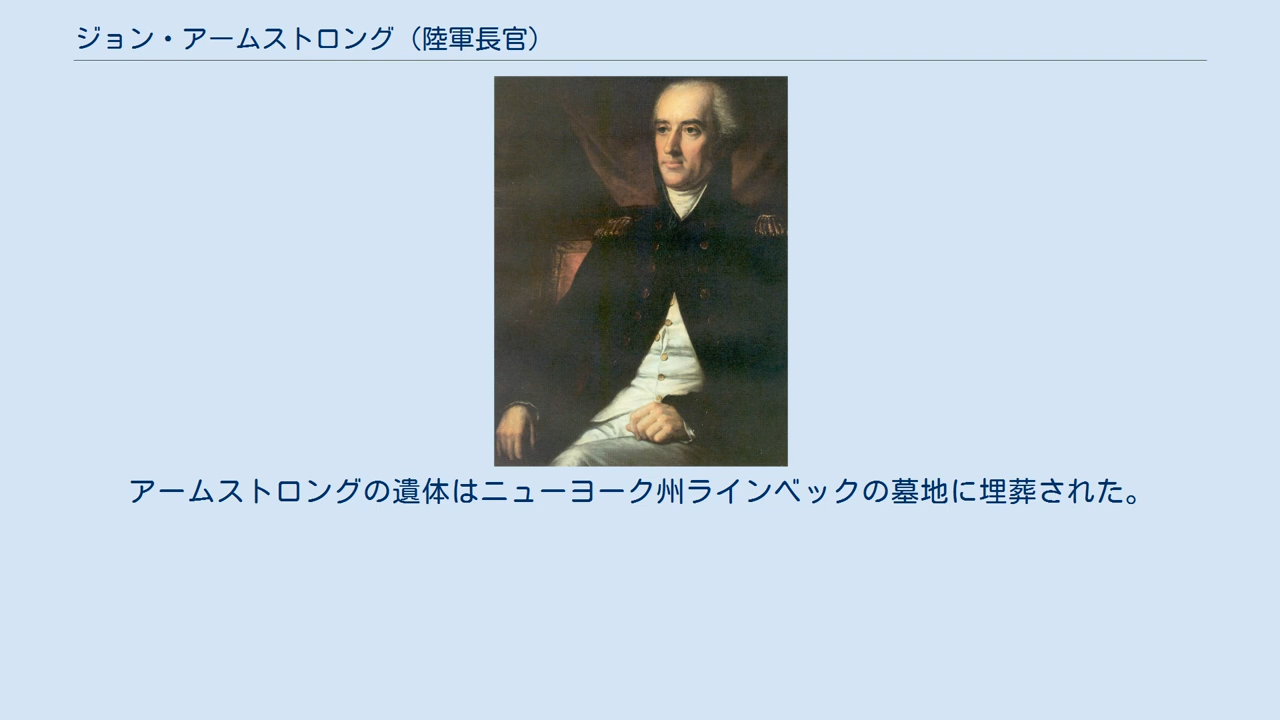 ジョン・アームストロング（陸軍長官）
アームストロングの遺体はニューヨーク州ラインベックの墓地に埋葬された。